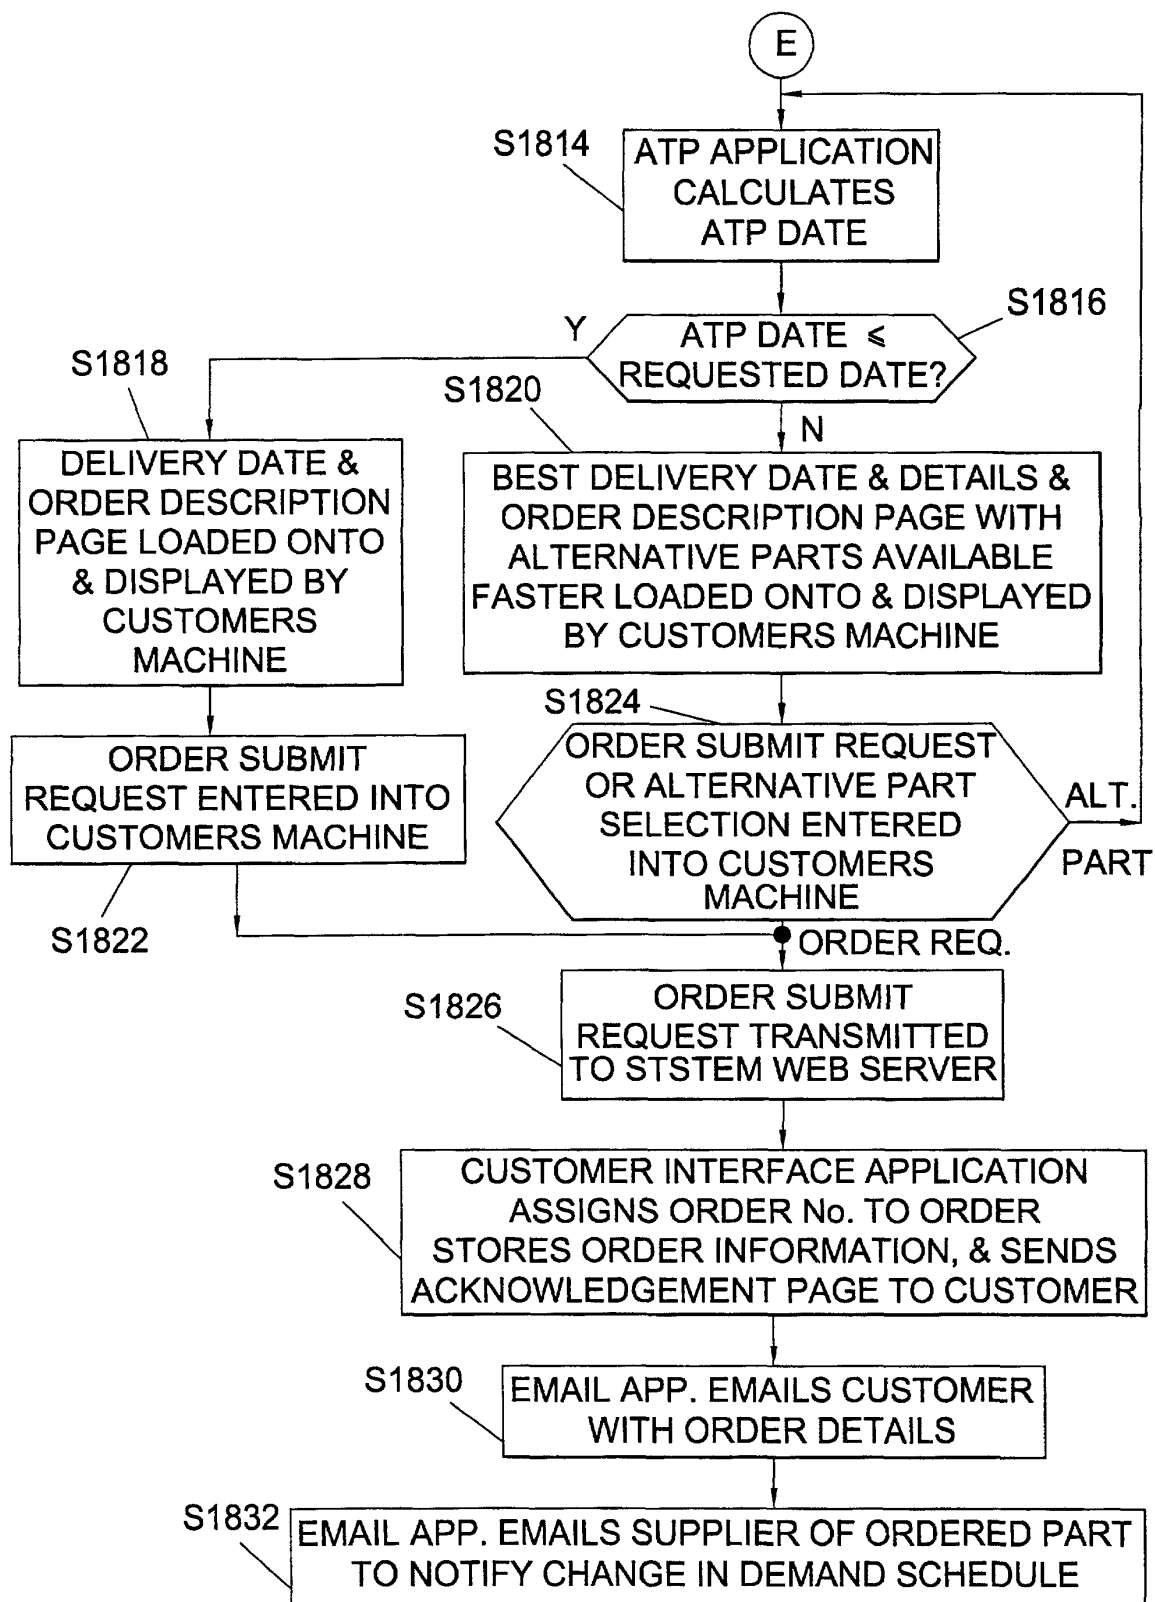 E
S1814
ATP APPLICATION
CALCULATES
ATP DATE
S1816
ATP DATE ⩽
REQUESTED DATE?
Y
N
S1818
DELIVERY DATE &
ORDER DESCRIPTION
PAGE LOADED ONTO
& DISPLAYED BY
CUSTOMERS
MACHINE
S1820
BEST DELIVERY DATE & DETAILS &
ORDER DESCRIPTION PAGE WITH
ALTERNATIVE PARTS AVAILABLE
FASTER LOADED ONTO & DISPLAYED
BY CUSTOMERS MACHINE
ORDER SUBMIT
REQUEST ENTERED INTO
CUSTOMERS MACHINE
S1822
S1824
ORDER SUBMIT REQUEST
OR ALTERNATIVE PART
SELECTION ENTERED
INTO CUSTOMERS
MACHINE
ALT.
PART
ORDER REQ.
S1826
ORDER SUBMIT
REQUEST TRANSMITTED
TO STSTEM WEB SERVER
S1828
CUSTOMER INTERFACE APPLICATION
ASSIGNS ORDER No. TO ORDER
STORES ORDER INFORMATION, & SENDS
ACKNOWLEDGEMENT PAGE TO CUSTOMER
S1830
EMAIL APP. EMAILS CUSTOMER
WITH ORDER DETAILS
S1832
EMAIL APP. EMAILS SUPPLIER OF ORDERED PART
TO NOTIFY CHANGE IN DEMAND SCHEDULE